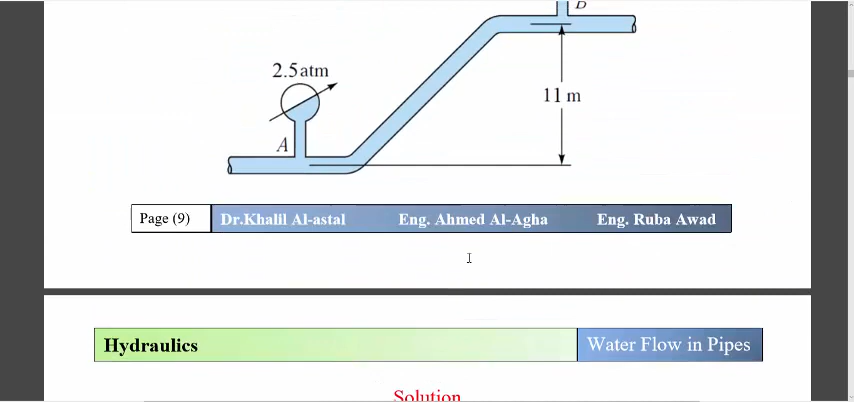 B
2.5atm
11 m
A
Page (9) Dr.Khalil Al-astal Eng. Ahmed Al-Agha Eng. Ruba Awad
Hydraulics Water Flow in Pipes
Solution